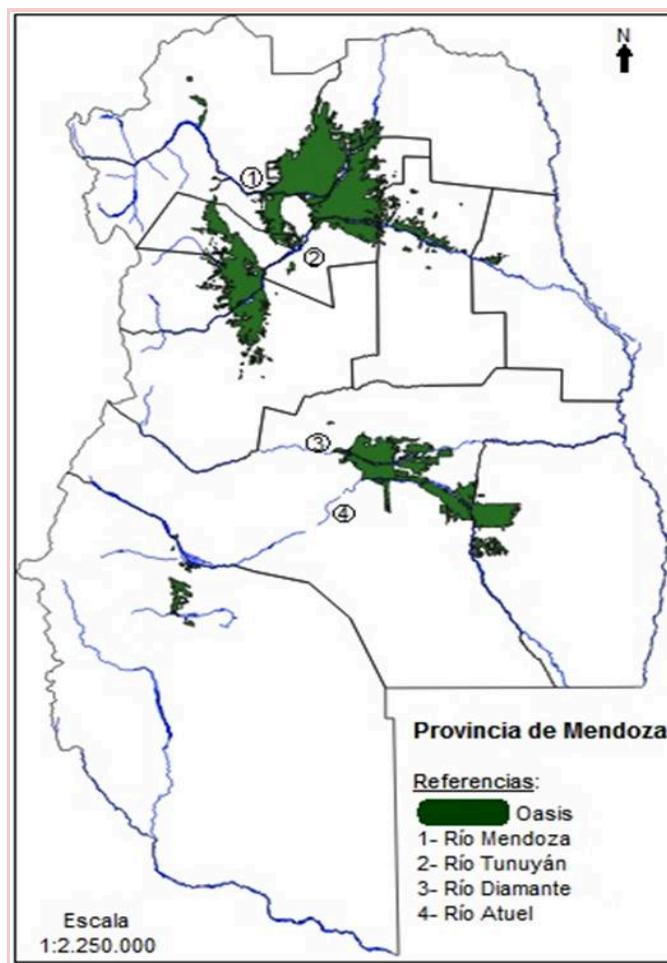 N
1
2
3
4
Provincia de Mendoza
Referencias:
Oasis
1- Río Mendoza
2- Río Tunuyán
3- Río Diamante
4- Río Atuel
Escala
1:2.250.000